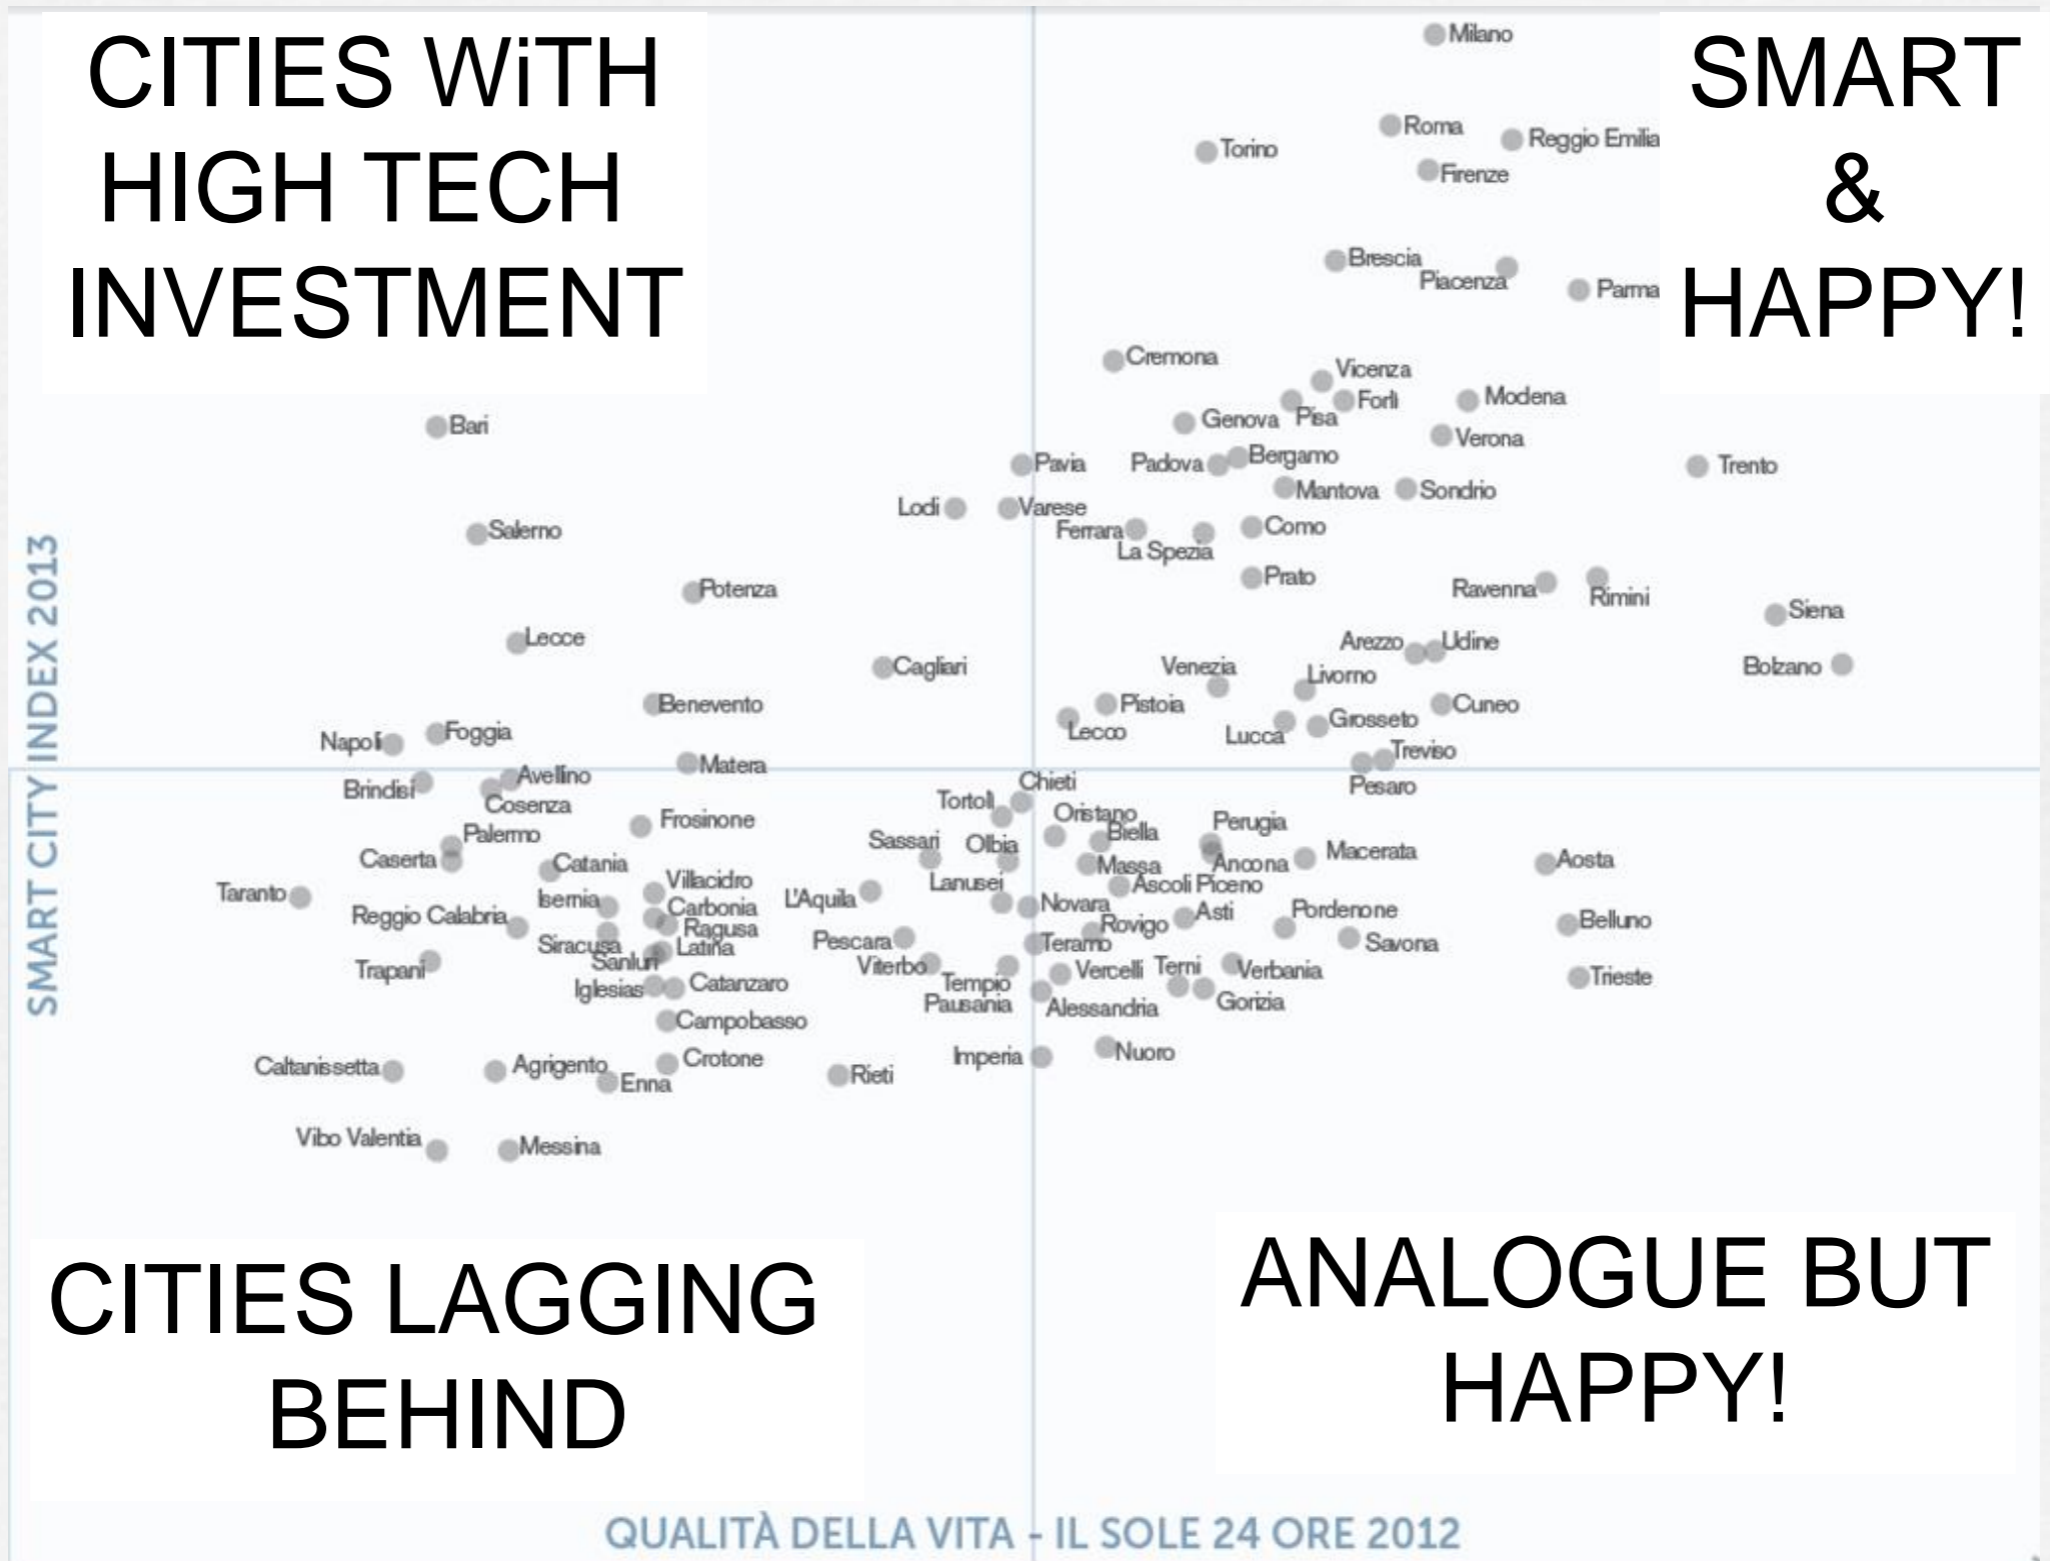 CITIES WiTH
HIGH TECH
INVESTMENT
SMART
&
HAPPY!
Milano
Roma
Reggio Emilia
Torino
Firenze
Brescia
Piacenza
Parma
Cremona
Vicenza
Modena
Forlì
Pisa
Genova
Bari
Verona
Pavia
Padova
Bergamo
Trento
Mantova
Sondrio
Lodi
Varese
Ferrara
Como
Salerno
La Spezia
Prato
Potenza
Ravenna
Rimini
Siena
Lecce
Arezzo
Udine
Cagliari
Venezia
Livorno
Bolzano
Benevento
Pistoia
Cuneo
Lecco
Lucca
Grosseto
Napoli
Foggia
Treviso
Matera
Pesaro
Brindisi
Avellino
Cosenza
Chieti
Tortolì
Oristano
Biella
Perugia
Frosinone
Palermo
Sassari
Olbia
Macerata
Caserta
Catania
Massa
Ancona
Aosta
Villacidro
Lanusei
Ascoli Piceno
Taranto
Isernia
Carbonia
L'Aquila
Novara
Asti
Pordenone
Reggio Calabria
Ragusa
Rovigo
Belluno
Siracusa
Latina
Pescara
Teramo
Savona
Sanluri
Trapani
Viterbo
Vercelli
Terni
Verbania
Trieste
Iglesias
Catanzaro
Tempio
Pausania
Alessandria
Gorizia
Campobasso
Imperia
Nuoro
Caltanissetta
Agrigento
Crotone
Enna
Rieti
Vibo Valentia
Messina
SMART CITY INDEX 2013
CITIES LAGGING
BEHIND
ANALOGUE BUT
HAPPY!
QUALITÀ DELLA VITA - IL SOLE 24 ORE 2012